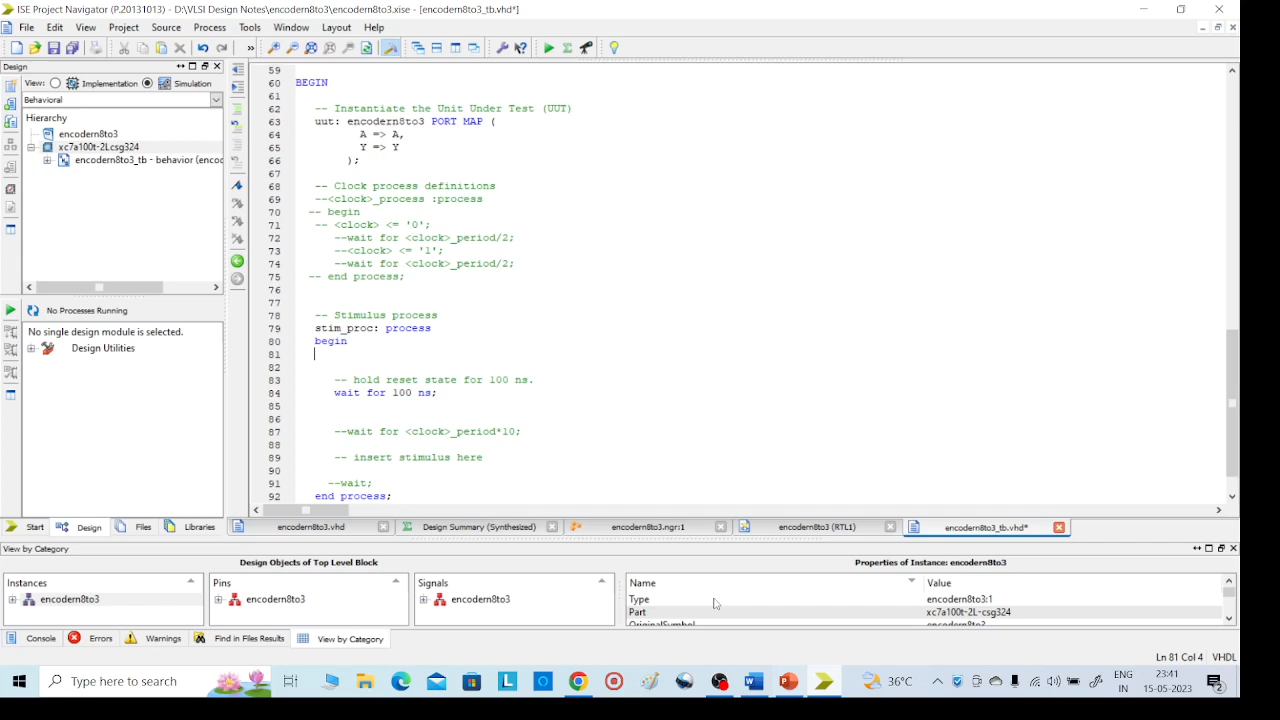 ISE Project Navigator (P.20131013) - D:\VLSI Design Notes\encodern8to3\encodern8to3.xise - [encodern8to3_tb.vhd*]
File Edit View Project Source Process Tools Window Layout Help
Design
View: Implementation Simulation
Behavioral
Hierarchy
encodern8to3
xc7a100t-2Lcsg324
encodern8to3_tb - behavior (encoc
No Processes Running
No single design module is selected.
Design Utilities
59
60 BEGIN
61
62 -- Instantiate the Unit Under Test (UUT)
63 uut: encodern8to3 PORT MAP (
64 A => A,
65 Y => Y
66 );
67
68 -- Clock process definitions
69 --<clock>_process :process
70 -- begin
71 -- <clock> <= '0';
72 --wait for <clock>_period/2;
73 --<clock> <= '1';
74 --wait for <clock>_period/2;
75 -- end process;
76
77
78 -- Stimulus process
79 stim_proc: process
80 begin
81
82
83 -- hold reset state for 100 ns.
84 wait for 100 ns;
85
86
87 --wait for <clock>_period*10;
88
89 -- insert stimulus here
90
91 --wait;
92 end process;
Start Design Files Libraries
encodern8to3.vhd Design Summary (Synthesized) encodern8to3.ngr:1 encodern8to3 (RTL1) encodern8to3_tb.vhd*
View by Category
Design Objects of Top Level Block Properties of Instance: encodern8to3
Instances Pins Signals Name Value
encodern8to3 encodern8to3 encodern8to3 Type encodern8to3:1
Part xc7a100t-2L-csg324
OriginalSymbol encodern8to3
Console Errors Warnings Find in Files Results View by Category
Ln 81 Col 4 VHDL
Type here to search
36°C
ENG
IN
23:41
15-05-2023
2